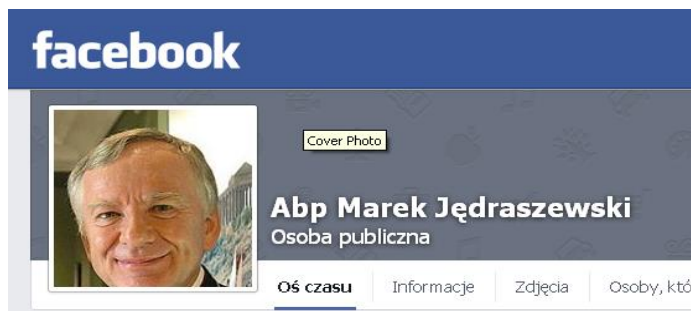 facebook
Cover Photo
Abp Marek Jędraszewski
Osoba publiczna
Oś czasu Informacje Zdjęcia Osoby, któ